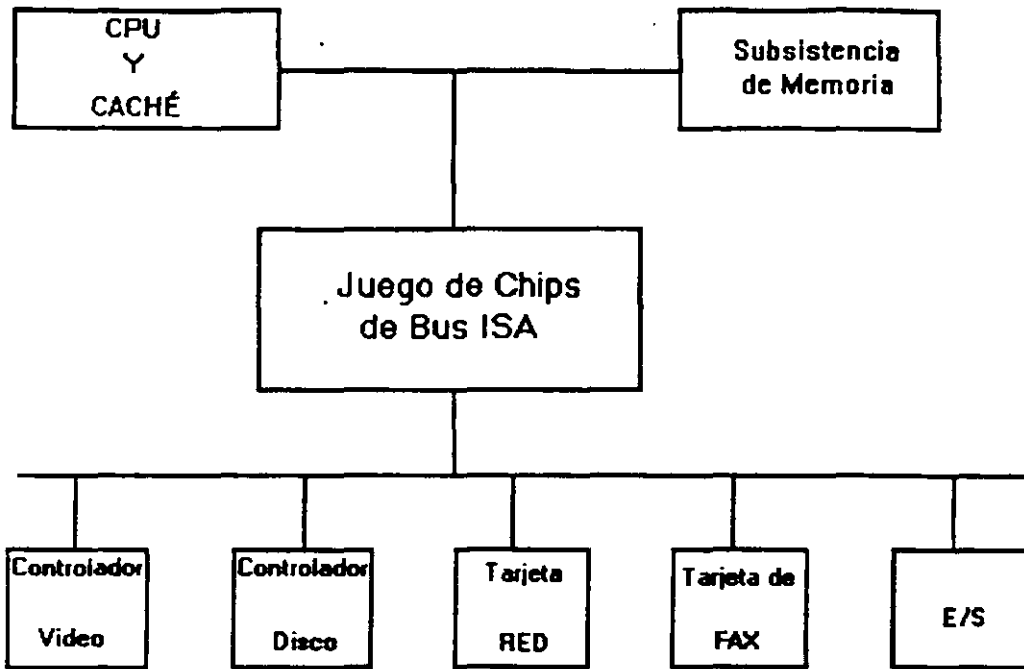 CPU
Y
CACHÉ
Subsistencia
de Memoria
Juego de Chips
de Bus ISA
Controlador
Video
Controlador
Disco
Tarjeta
RED
Tarjeta de
FAX
E/S